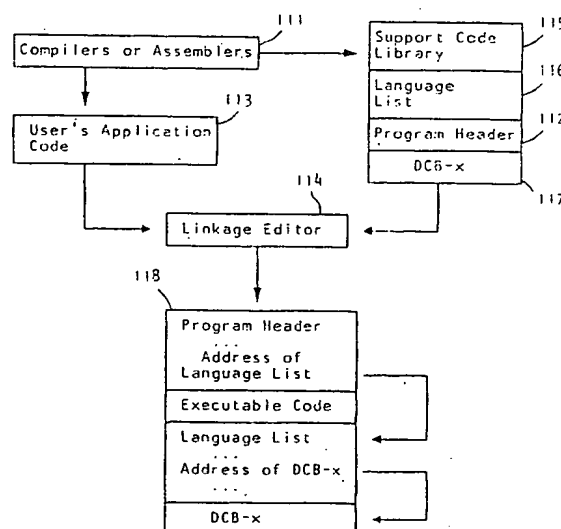 111
Compilers or Assemblers
113
User's Application
Code
115
Support Code
Library
116
Language
List
112
Program Header
DCB-x
117
114
Linkage Editor
118
Program Header
...
Address of
Language List
Executable Code
Language List
...
Address of DCB-x
....
DCB-x